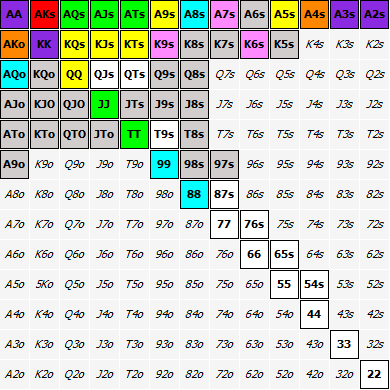 AA AKs AQs AJs ATs A9s A8s A7s A6s A5s A4s A3s A2s
AKo KK KQs KJs KTs K9s K8s K7s K6s K5s K4s K3s K2s
AQo KQo QQ QJs QTs Q9s Q8s Q7s Q6s Q5s Q4s Q3s Q2s
AJo KJO QJO JJ JTs J9s J8s J7s J6s J5s J4s J3s J2s
ATo KTo QTO JTo TT T9s T8s T7s T6s T5s T4s T3s T2s
A9o K9o Q9o J9o T9o 99 98s 97s 96s 95s 94s 93s 92s
A8o K8o Q8o J8o T8o 98o 88 87s 86s 85s 84s 83s 82s
A7o K7o Q7o J7o T7o 97o 87o 77 76s 75s 74s 73s 72s
A6o K6o Q6o J6o T6o 96o 86o 76o 66 65s 64s 63s 62s
A5o 5Ko Q5o J5o T5o 95o 85o 75o 65o 55 54s 53s 52s
A4o K4o Q4o J4o T4o 94o 84o 74o 64o 54o 44 43s 42s
A3o K3o Q3o J3o T3o 93o 83o 73o 63o 53o 43o 33 32s
A2o K2o Q2o J2o T2o 92o 82o 72o 62o 52o 42o 32o 22